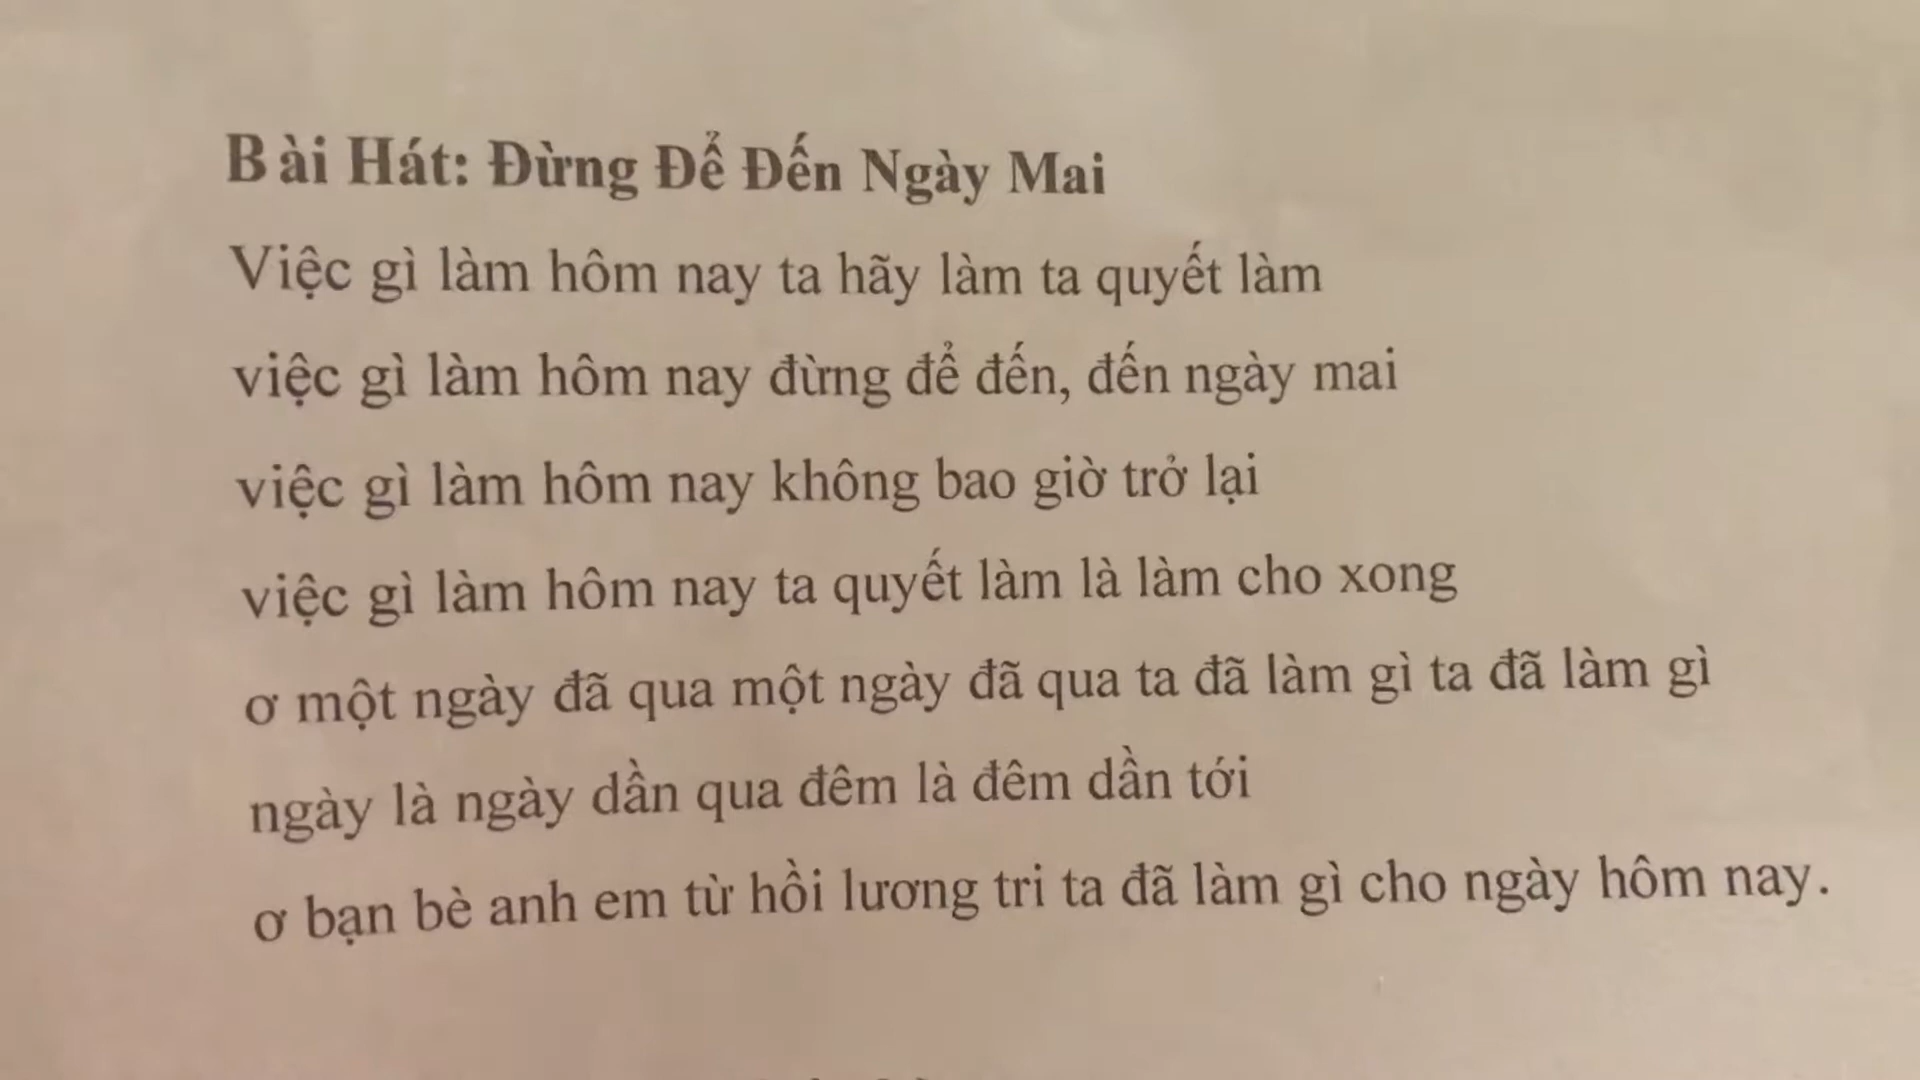 Bài Hát: Đừng Để Đến Ngày Mai
Việc gì làm hôm nay ta hãy làm ta quyết làm
việc gì làm hôm nay đừng để đến, đến ngày mai
việc gì làm hôm nay không bao giờ trở lại
việc gì làm hôm nay ta quyết làm là làm cho xong
ơ một ngày đã qua một ngày đã qua ta đã làm gì ta đã làm gì
ngày là ngày dần qua đêm là đêm dần tới
ơ bạn bè anh em từ hồi lương tri ta đã làm gì cho ngày hôm nay.